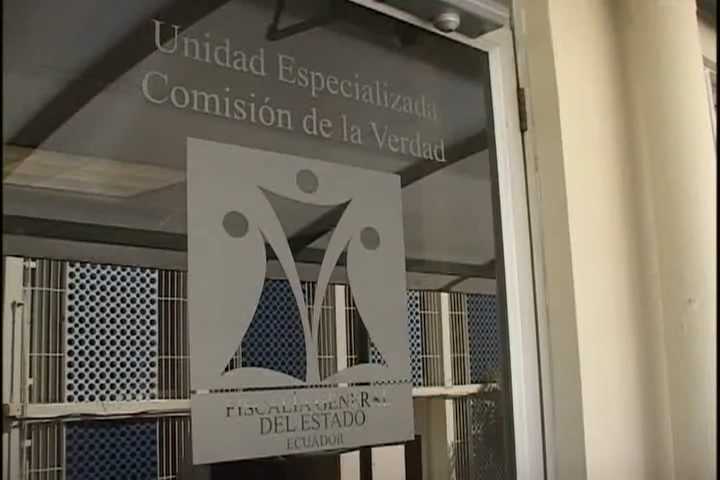 Unidad Especializada
Comisión de la Verdad
FISCALÍA GENERAL
DEL ESTADO
ECUADOR